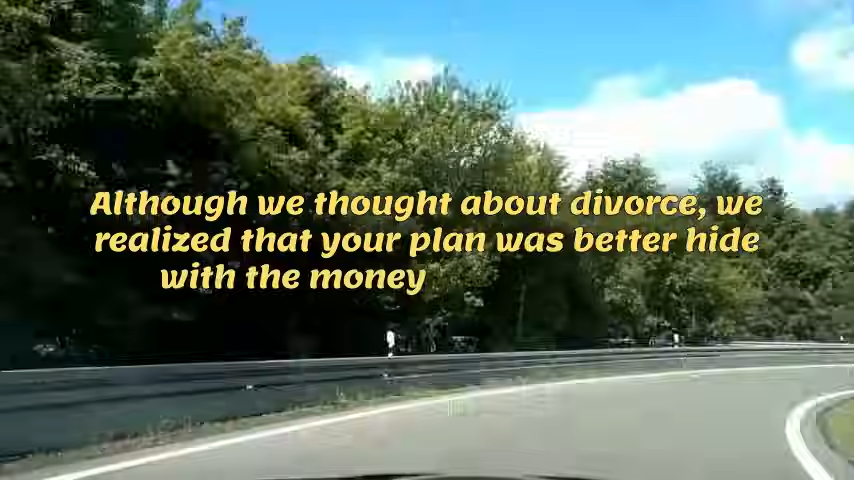 Although we thought about divorce, we
realized that your plan was better hide
with the money